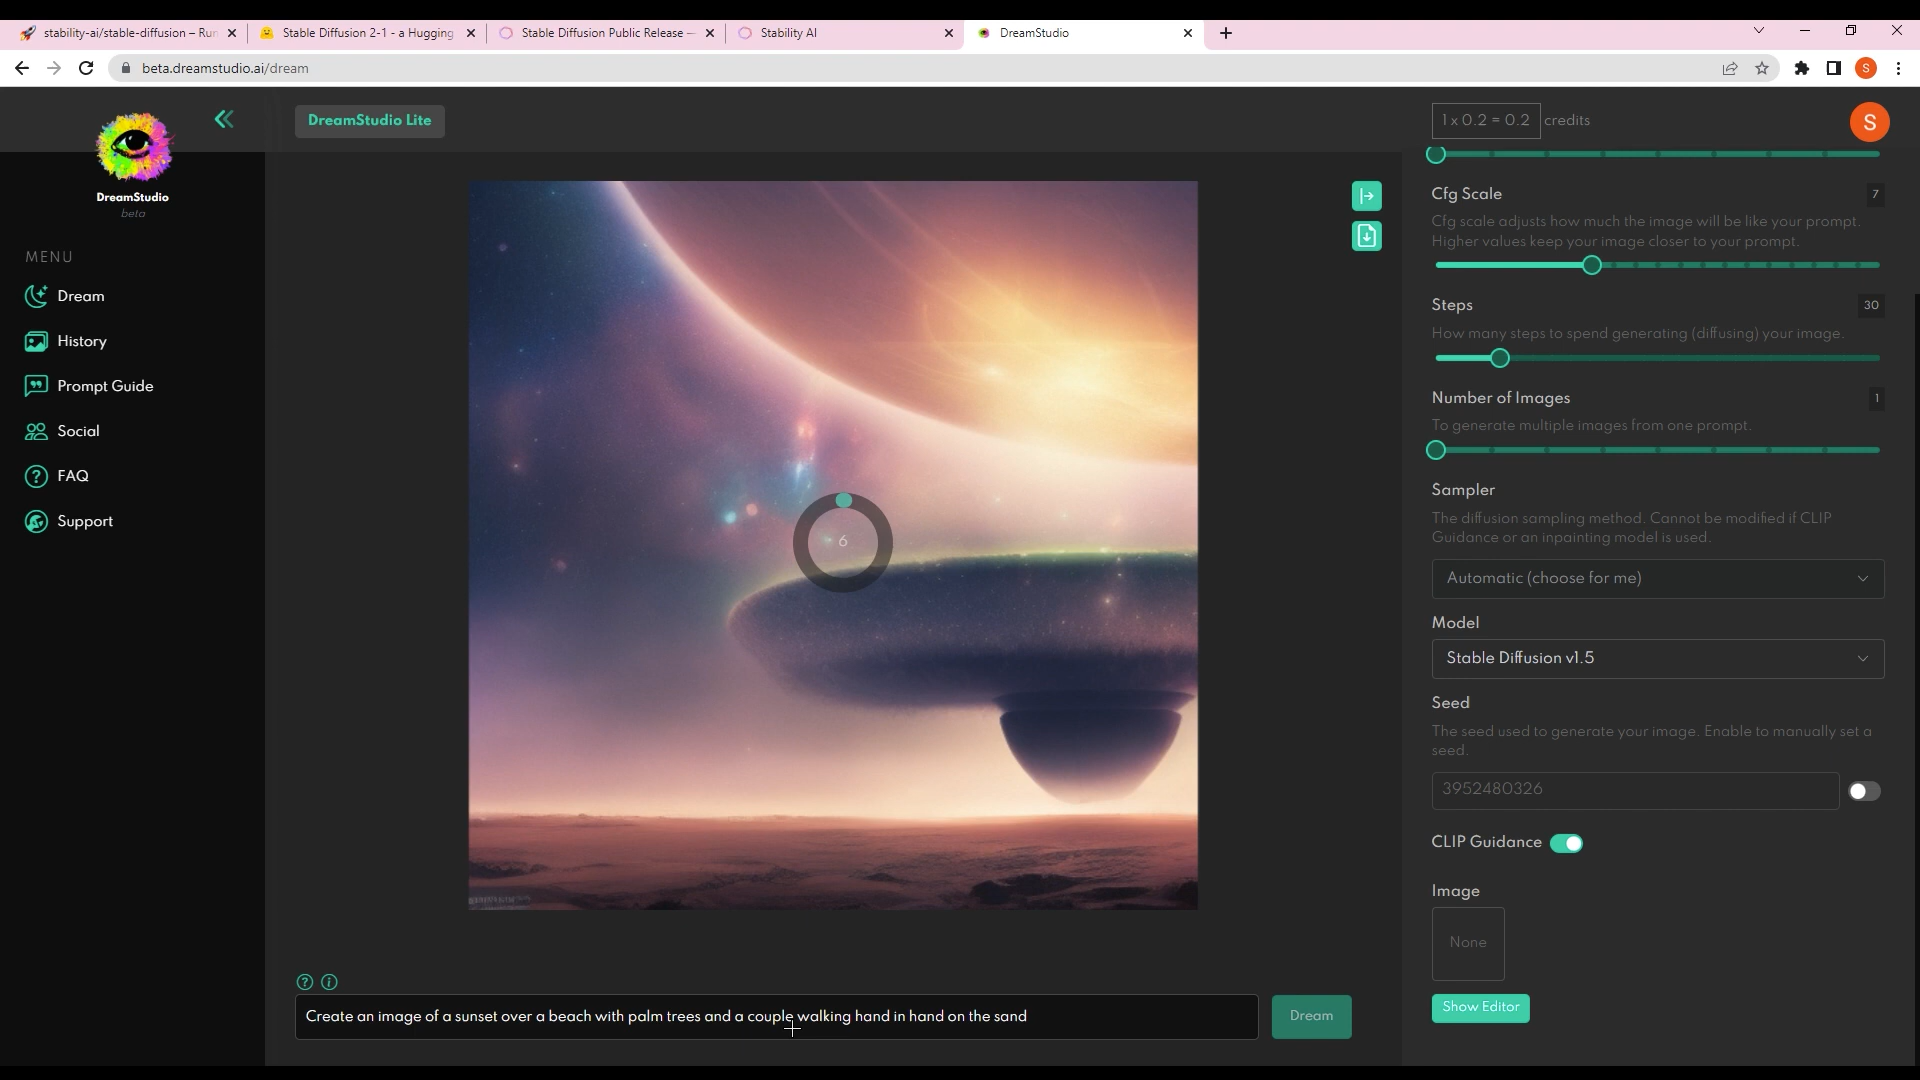 stability-ai/stable-diffusion – Run
Stable Diffusion 2-1 - a Hugging
Stable Diffusion Public Release —
Stability AI
DreamStudio
beta.dreamstudio.ai/dream
S
DreamStudio
beta
MENU
Dream
History
Prompt Guide
Social
FAQ
Support
DreamStudio Lite
6
Create an image of a sunset over a beach with palm trees and a couple walking hand in hand on the sand
Dream
1 x 0.2 = 0.2 credits
S
Cfg Scale 7
Cfg scale adjusts how much the image will be like your prompt.
Higher values keep your image closer to your prompt.
Steps 30
How many steps to spend generating (diffusing) your image.
Number of Images 1
To generate multiple images from one prompt.
Sampler
The diffusion sampling method. Cannot be modified if CLIP
Guidance or an inpainting model is used.
Automatic (choose for me)
Model
Stable Diffusion v1.5
Seed
The seed used to generate your image. Enable to manually set a
seed.
3952480326
CLIP Guidance
Image
None
Show Editor